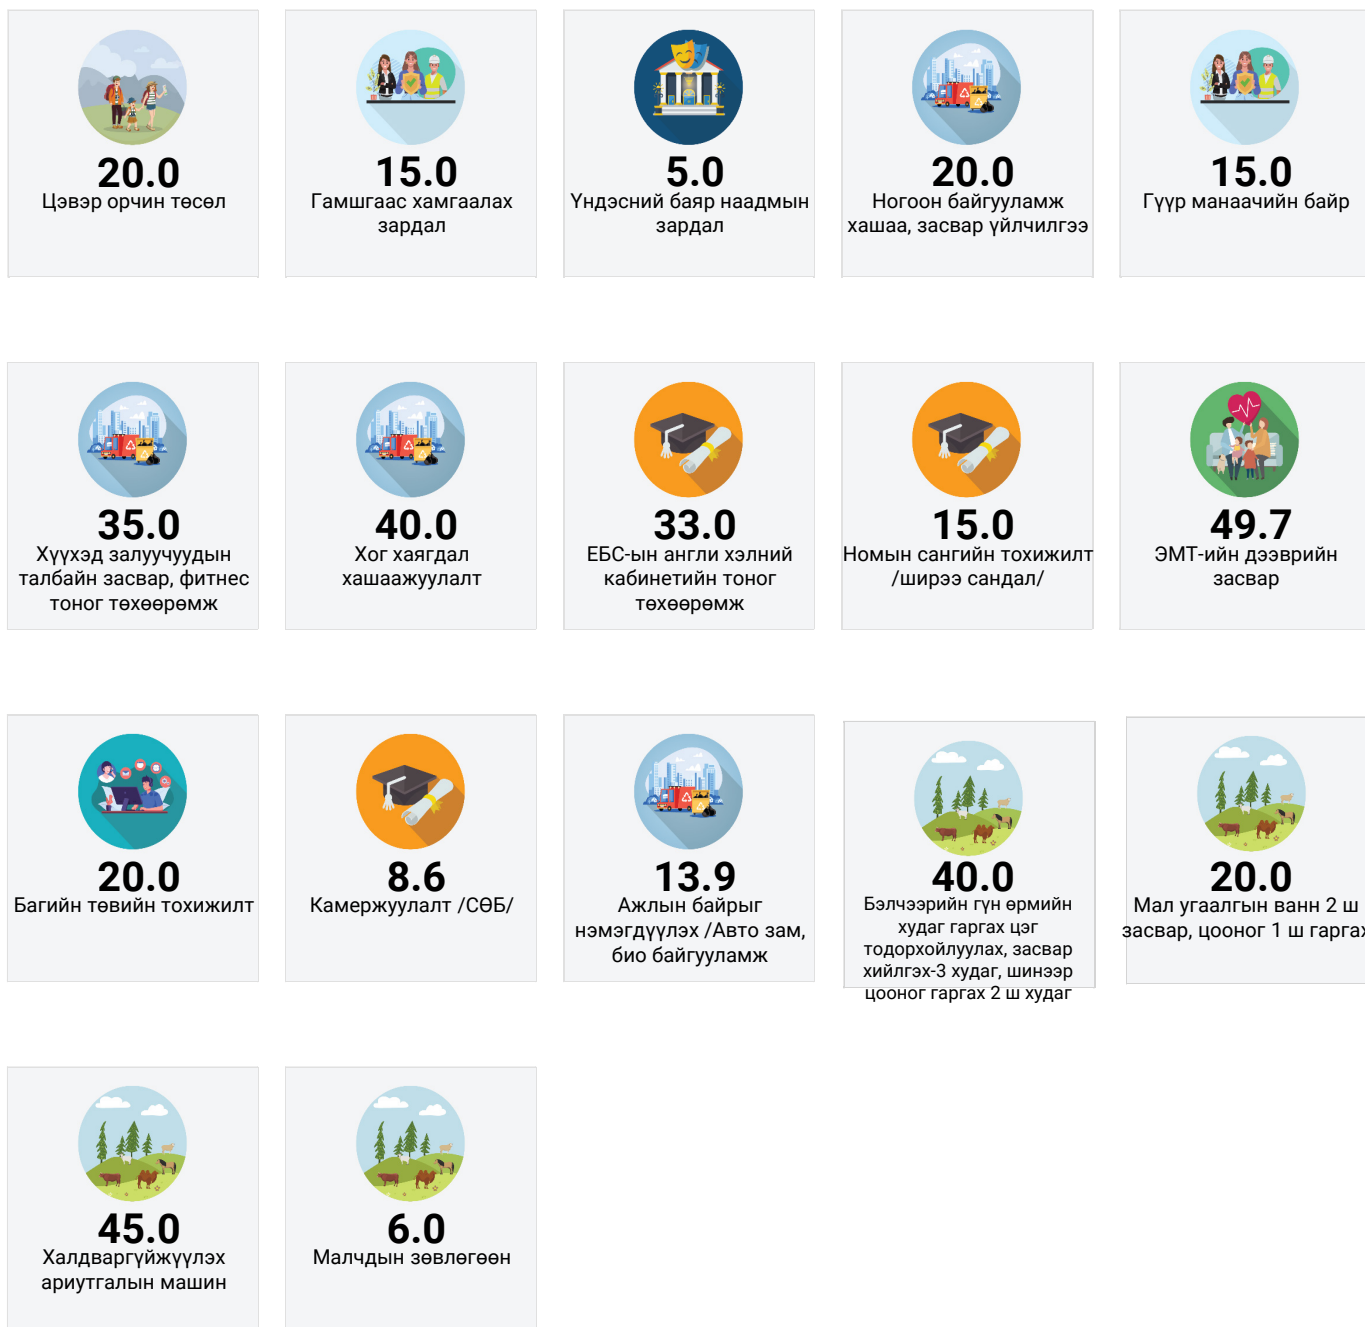 20.0
Цэвэр орчин төсөл
15.0
Гамшгаас хамгаалах
зардал
5.0
Үндэсний баяр наадмын
зардал
20.0
Ногоон байгууламж
хашаа, засвар үйлчилгээ
15.0
Гүүр манаачийн байр
35.0
Хүүхэд залуучуудын
талбайн засвар, фитнес
тоног төхөөрөмж
40.0
Хог хаягдал
хашаажуулалт
33.0
ЕБС-ын англи хэлний
кабинетийн тоног
төхөөрөмж
15.0
Номын сангийн тохижилт
/ширээ сандал/
49.7
ЭМТ-ийн дээврийн
засвар
20.0
Багийн төвийн тохижилт
8.6
Камержуулалт /СӨБ/
13.9
Ажлын байрыг
нэмэгдүүлэх /Авто зам,
био байгууламж
40.0
Бэлчээрийн гүн өрмийн
худаг гаргах цэг
тодорхойлуулах, засвар
хийлгэх-3 худаг, шинээр
цооног гаргах 2 ш худаг
20.0
Мал угаалгын ванн 2 ш
засвар, цооног 1 ш гаргах
45.0
Халдваргүйжүүлэх
ариутгалын машин
6.0
Малчдын зөвлөгөөн